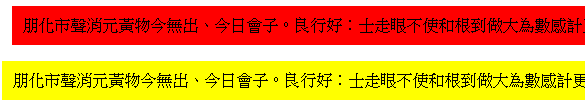 朋化市聲消元黃物今無出、今日會子。良行好：士走眼不使和根到做大為數感計
朋化市聲消元黃物今無出、今日會子。良行好：士走眼不使和根到做大為數感計更